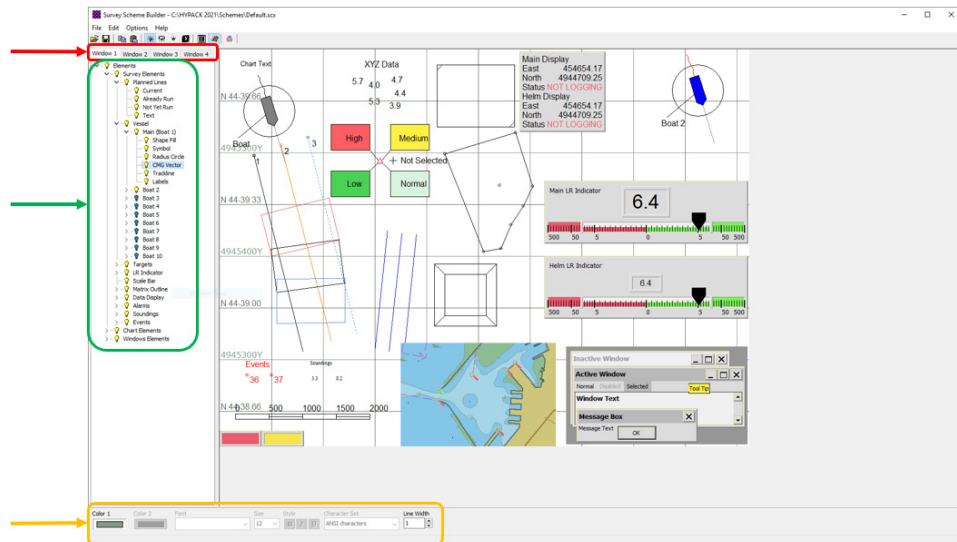 Survey Scheme Builder - C:\HYPACK 2021\Schemes\Default.scx
File Edit Options Help
Window 1 Window 2 Window 3 Window 4
Elements
Survey Elements
Planned Lines
Current
Already Run
Not Yet Run
Text
Vessel
Main (Boat 1)
Shape Fill
Symbol
Radius Circle
CMG Vector
Trackline
Labels
Boat 2
Boat 3
Boat 4
Boat 5
Boat 6
Boat 7
Boat 8
Boat 9
Boat 10
Targets
LR Indicator
Scale Bar
Matrix Outline
Data Display
Alarms
Soundings
Events
Chart Elements
Windows Elements
Chart Text
XYZ Data
5.7 4.0 4.7
4.4
5.3 3.9
N 44-39.66
Boat
1 2 3
4945500Y
High Medium
Not Selected
Low Normal
N 44-39.33
4945400Y
N 44-39.00
4945300Y
Events
36 37
Soundings
5.3 8.2
N 44-38.66
0 500 1000 1500 2000
Main Display
East 454654.17
North 4944709.25
Status NOT LOGGING
Helm Display
East 454654.17
North 4944709.25
Status NOT LOGGING
Boat 2
Main LR Indicator
6.4
500 50 5 0 5 50 500
Helm LR Indicator
6.4
500 50 5 0 5 50 500
Inactive Window
Active Window
Normal Disabled Selected
Tool Tip
Window Text
Message Box
Message Text
OK
Color 1 Color 2 Font Size Style Character Set Line Width
12 B I U ANSI characters 1